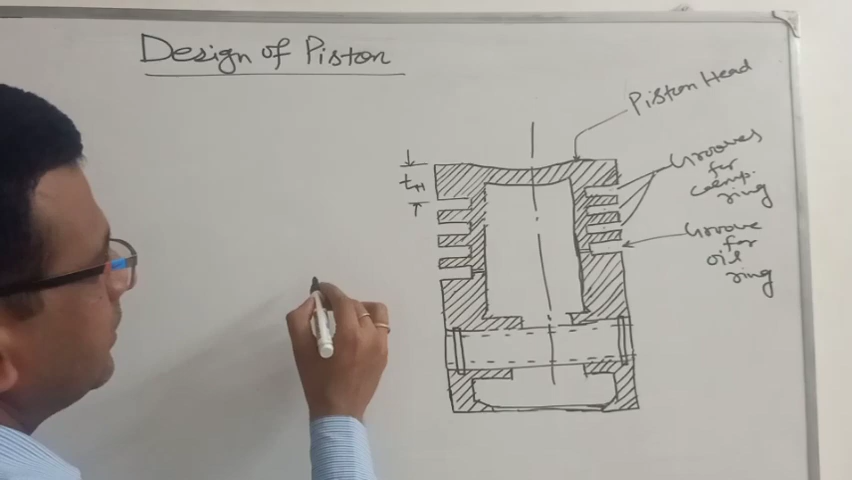 Design of Piston
Piston Head
Grooves
for
comp.
ring
tH
Groove
for
oil
ring